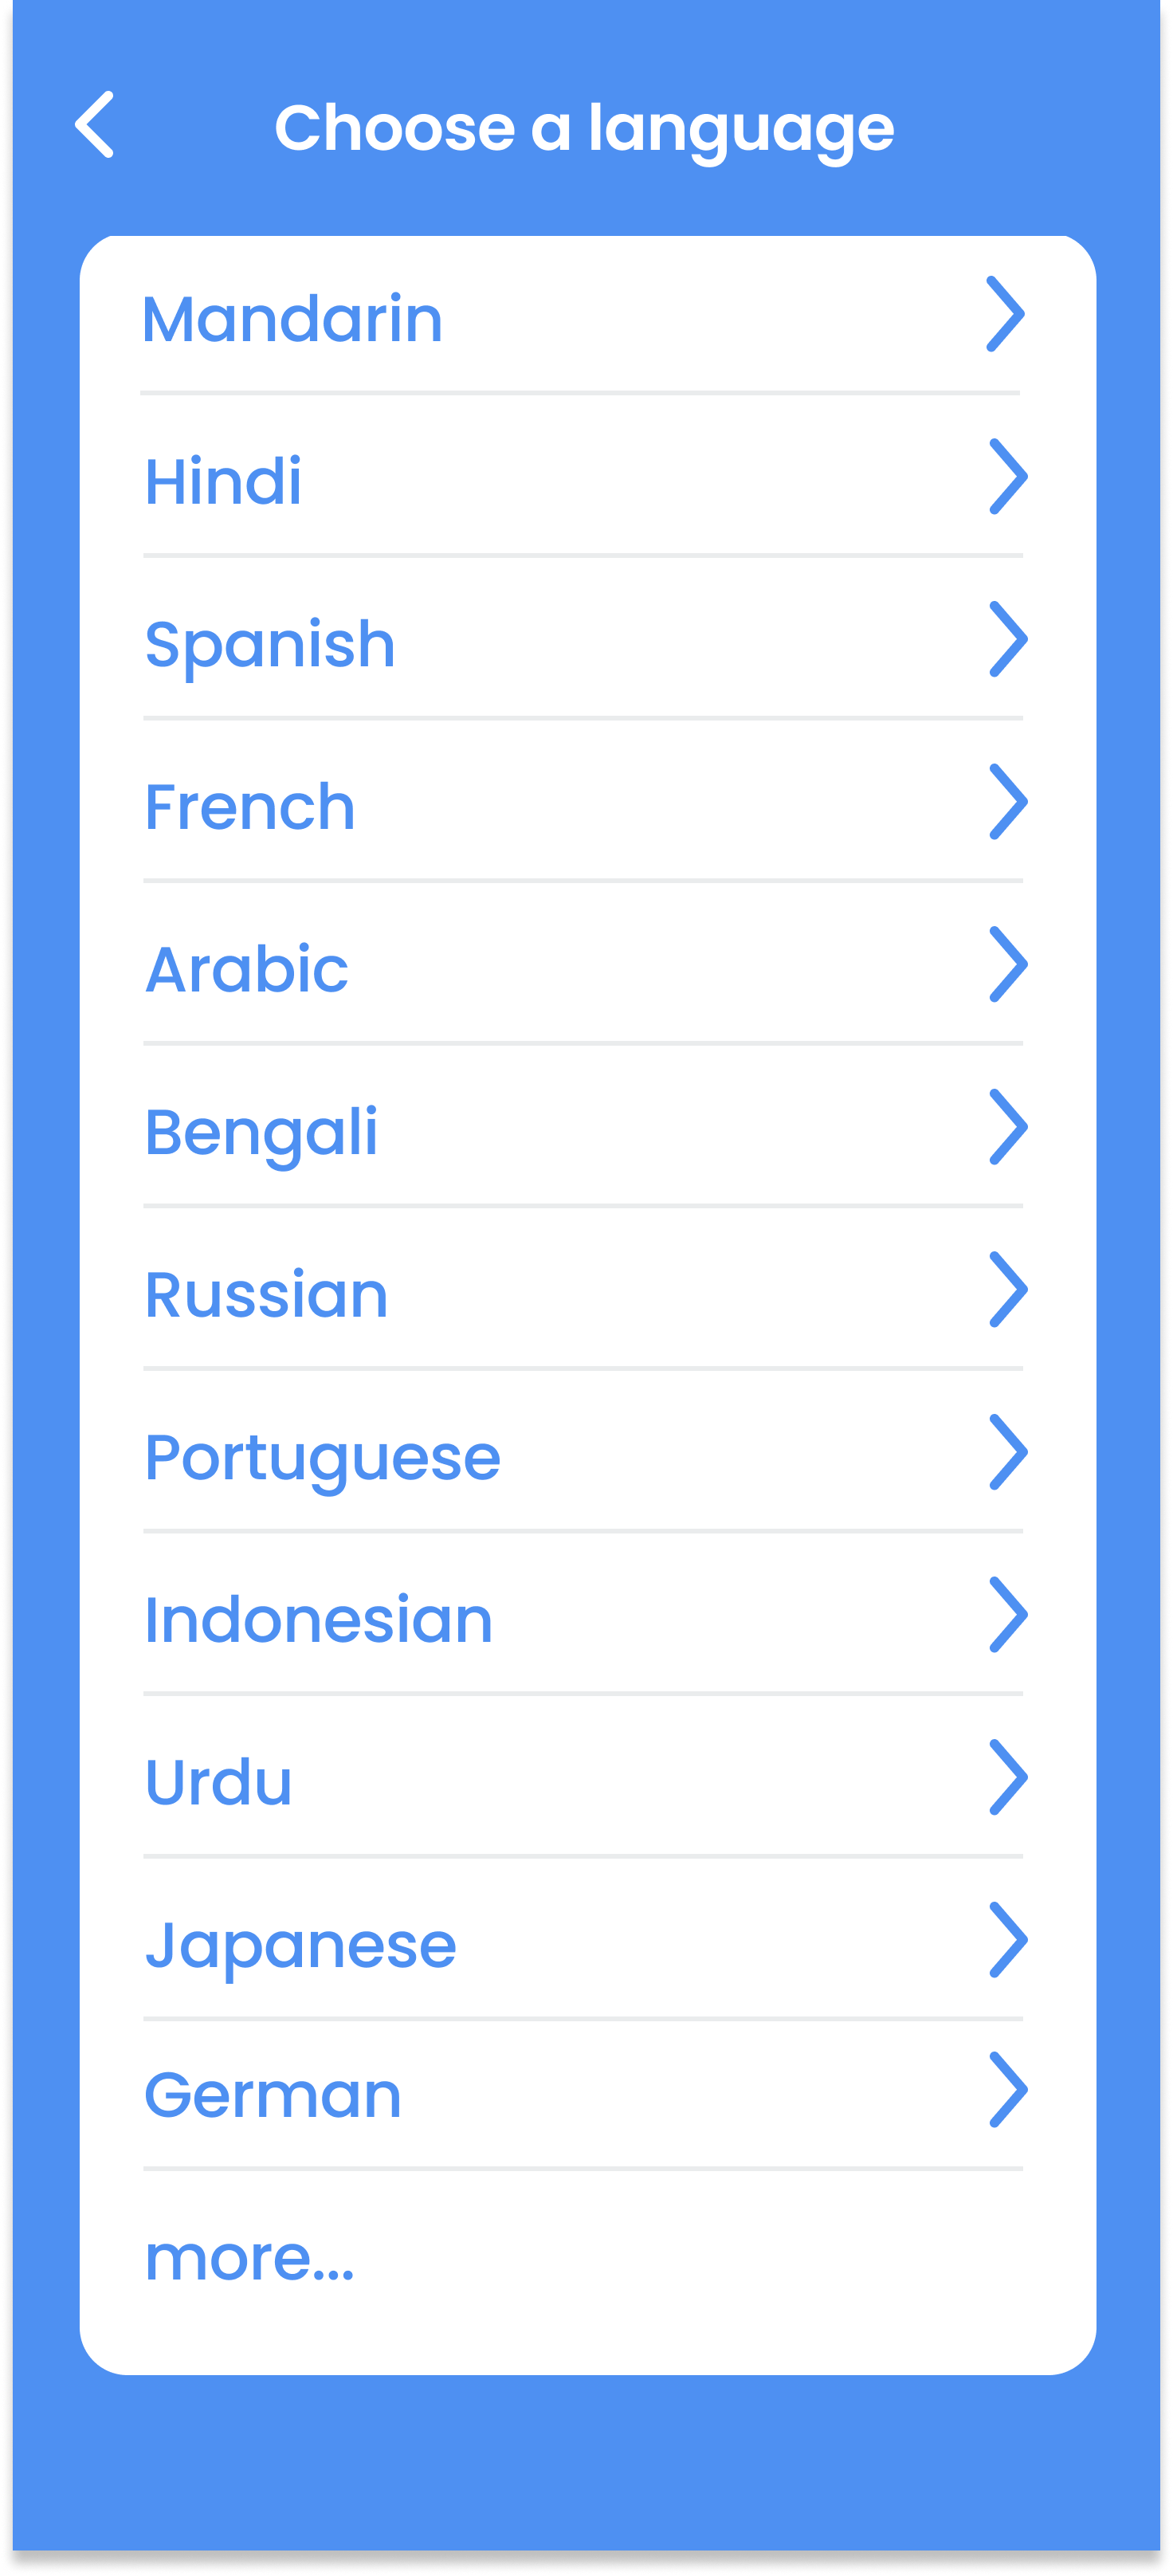 Choose a language
Mandarin
Hindi
Spanish
French
Arabic
Bengali
Russian
Portuguese
Indonesian
Urdu
Japanese
German
more...